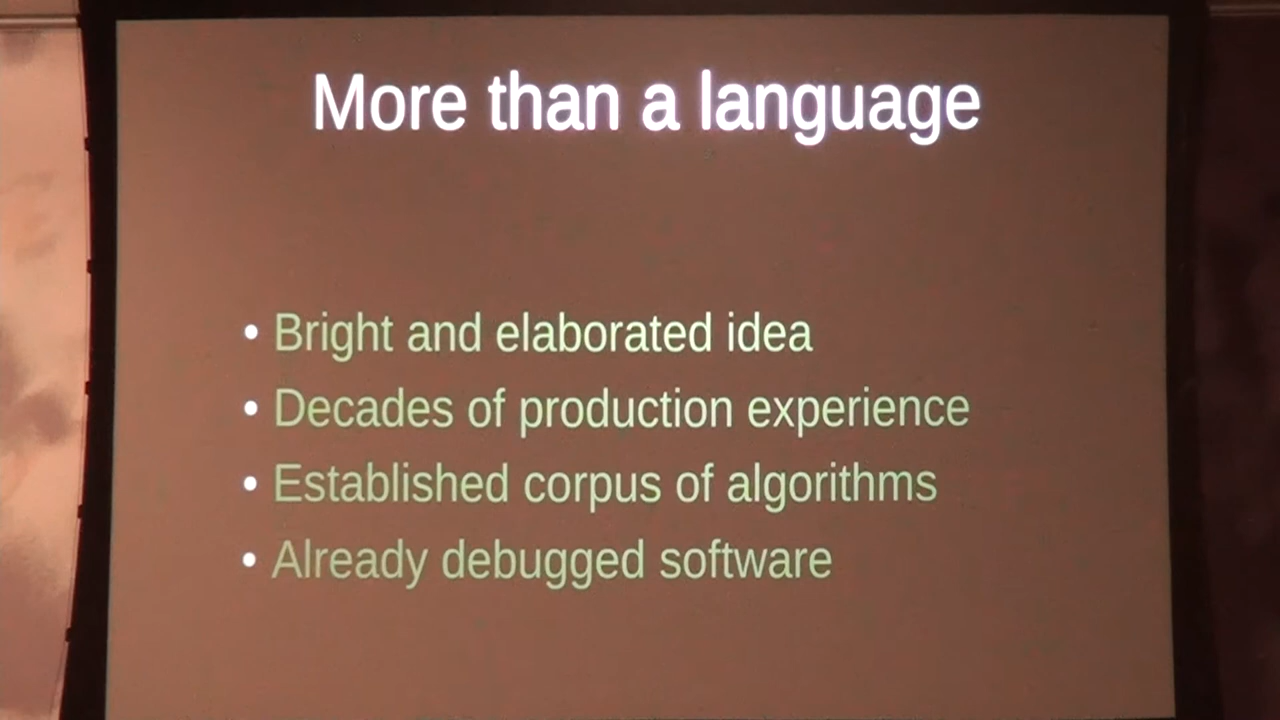 More than a language
• Bright and elaborated idea
• Decades of production experience
• Established corpus of algorithms
• Already debugged software